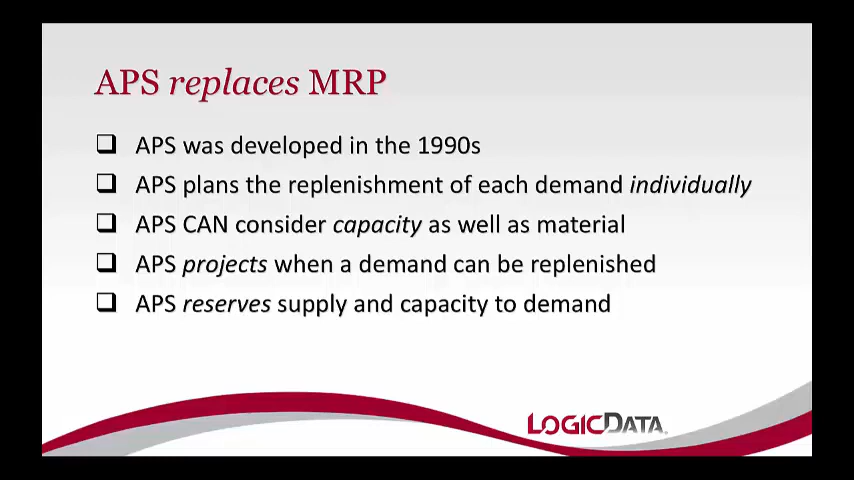 APS replaces MRP
APS was developed in the 1990s
APS plans the replenishment of each demand individually
APS CAN consider capacity as well as material
APS projects when a demand can be replenished
APS reserves supply and capacity to demand
LOGICDATA